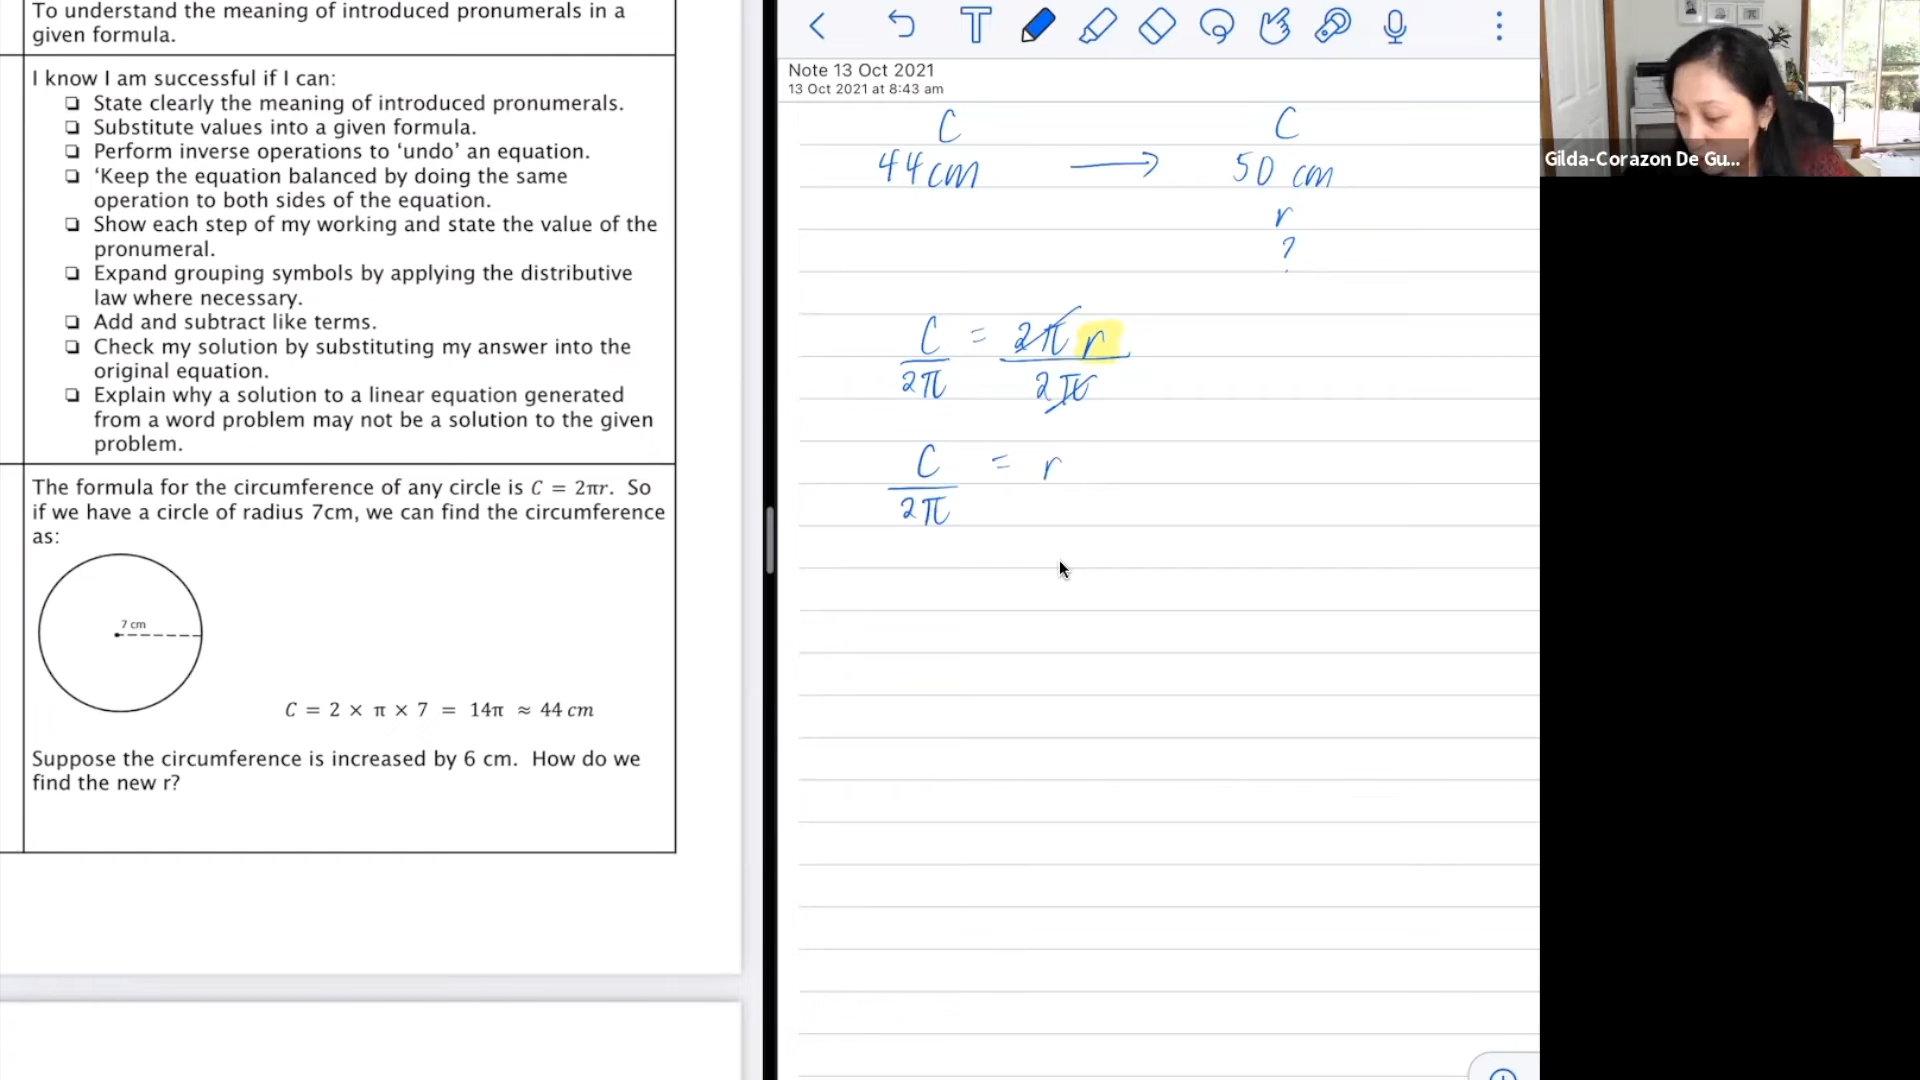 To understand the meaning of introduced pronumerals in a
given formula.
I know I am successful if I can:
❏ State clearly the meaning of introduced pronumerals.
❏ Substitute values into a given formula.
❏ Perform inverse operations to ‘undo’ an equation.
❏ ‘Keep the equation balanced by doing the same
operation to both sides of the equation.
❏ Show each step of my working and state the value of the
pronumeral.
❏ Expand grouping symbols by applying the distributive
law where necessary.
❏ Add and subtract like terms.
❏ Check my solution by substituting my answer into the
original equation.
❏ Explain why a solution to a linear equation generated
from a word problem may not be a solution to the given
problem.
The formula for the circumference of any circle is C = 2πr. So
if we have a circle of radius 7cm, we can find the circumference
as:
7 cm
C = 2 × π × 7 = 14π ≈ 44 cm
Suppose the circumference is increased by 6 cm. How do we
find the new r?
T
Note 13 Oct 2021
13 Oct 2021 at 8:43 am
C C
44cm → 50 cm
r
?
C = 2π r
2π 2π
C = r
2π
Gilda-Corazon De Gu...